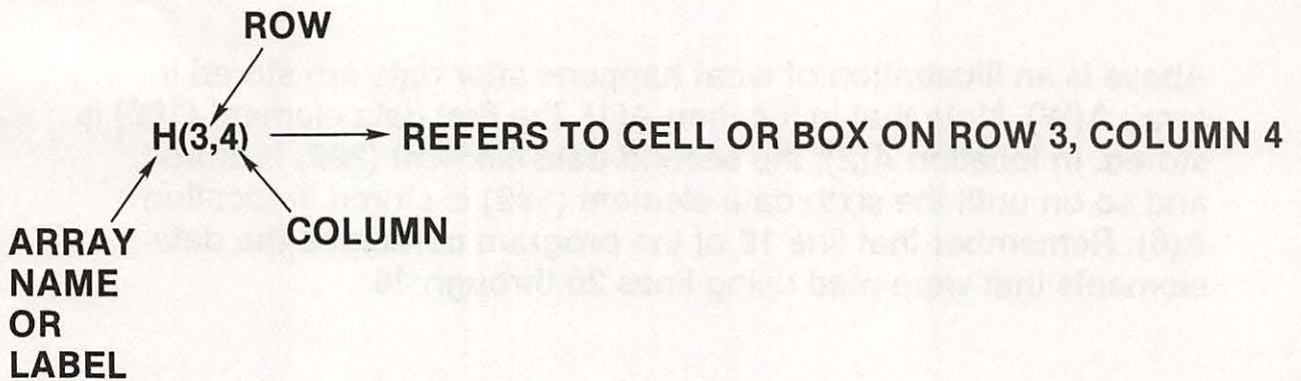 ROW
H(3,4) REFERS TO CELL OR BOX ON ROW 3, COLUMN 4
COLUMN
ARRAY
NAME
OR
LABEL